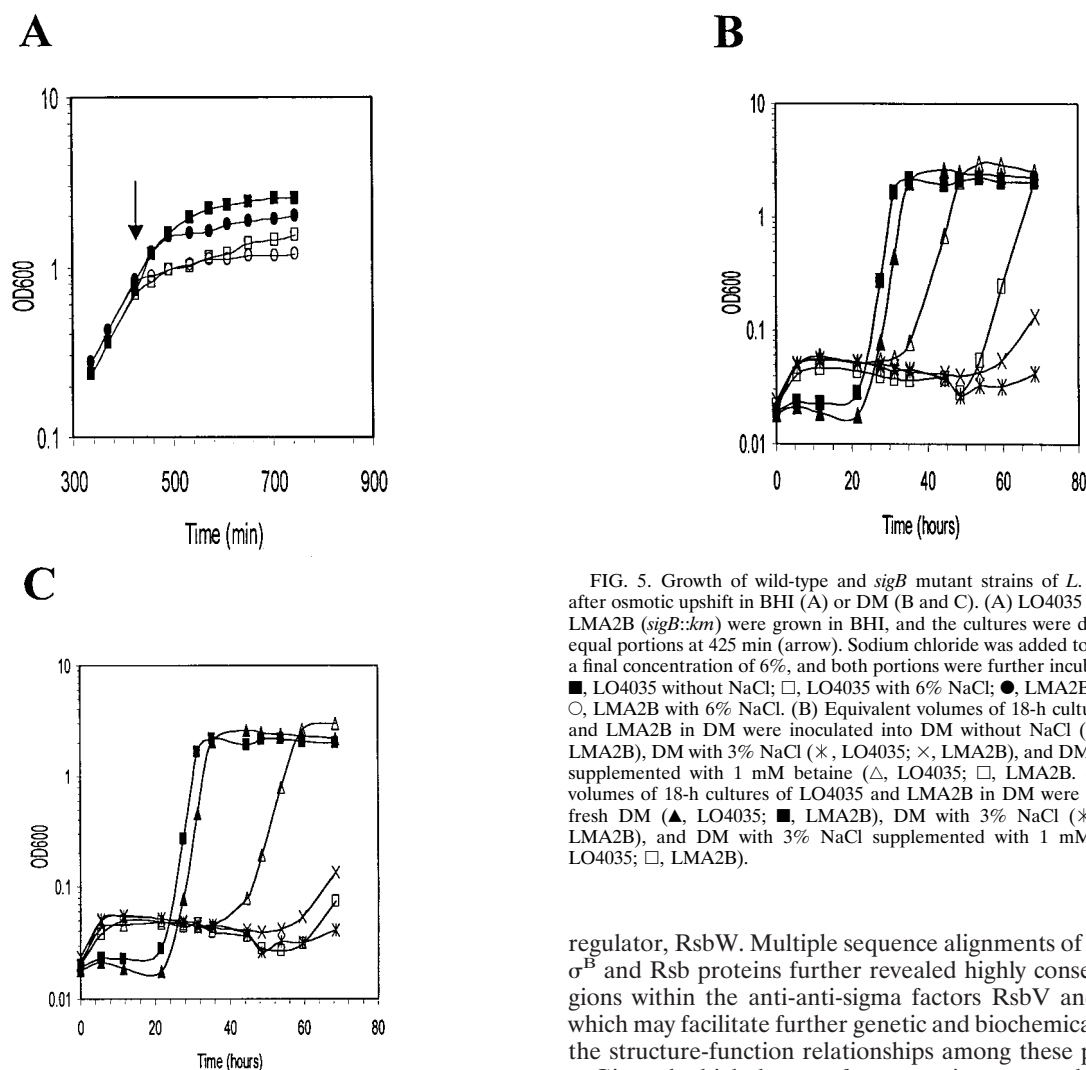 A
10
1
0.1
OD600
300 500 700 900
Time (min)
B
10
1
0.1
0.01
OD600
0 20 40 60 80
Time (hours)
C
10
1
0.1
0.01
OD600
0 20 40 60 80
Time (hours)
FIG. 5. Growth of wild-type and sigB mutant strains of L.
after osmotic upshift in BHI (A) or DM (B and C). (A) LO4035
LMA2B (sigB::km) were grown in BHI, and the cultures were d
equal portions at 425 min (arrow). Sodium chloride was added to
a final concentration of 6%, and both portions were further incub
■, LO4035 without NaCl; □, LO4035 with 6% NaCl; ●, LMA2B
○, LMA2B with 6% NaCl. (B) Equivalent volumes of 18-h cultu
and LMA2B in DM were inoculated into DM without NaCl (
LMA2B), DM with 3% NaCl (✳, LO4035; ×, LMA2B), and DM
supplemented with 1 mM betaine (△, LO4035; □, LMA2B.
volumes of 18-h cultures of LO4035 and LMA2B in DM were
fresh DM (▲, LO4035; ■, LMA2B), DM with 3% NaCl (✳
LMA2B), and DM with 3% NaCl supplemented with 1 mM
LO4035; □, LMA2B).
regulator, RsbW. Multiple sequence alignments of
σᴮ and Rsb proteins further revealed highly conse
gions within the anti-anti-sigma factors RsbV an
which may facilitate further genetic and biochemica
the structure-function relationships among these p